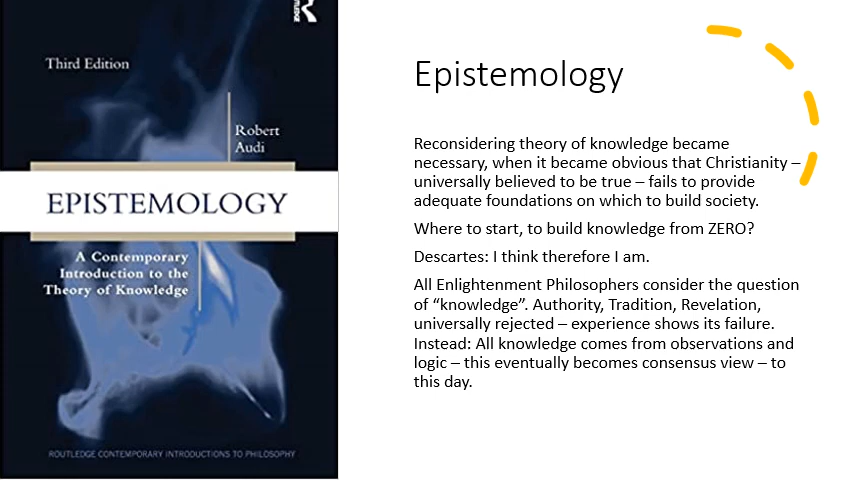 Third Edition
Robert
Audi
EPISTEMOLOGY
A Contemporary
Introduction to the
Theory of Knowledge
ROUTLEDGE CONTEMPORARY INTRODUCTIONS TO PHILOSOPHY
Epistemology
Reconsidering theory of knowledge became
necessary, when it became obvious that Christianity –
universally believed to be true – fails to provide
adequate foundations on which to build society.
Where to start, to build knowledge from ZERO?
Descartes: I think therefore I am.
All Enlightenment Philosophers consider the question
of “knowledge”. Authority, Tradition, Revelation,
universally rejected – experience shows its failure.
Instead: All knowledge comes from observations and
logic – this eventually becomes consensus view – to
this day.